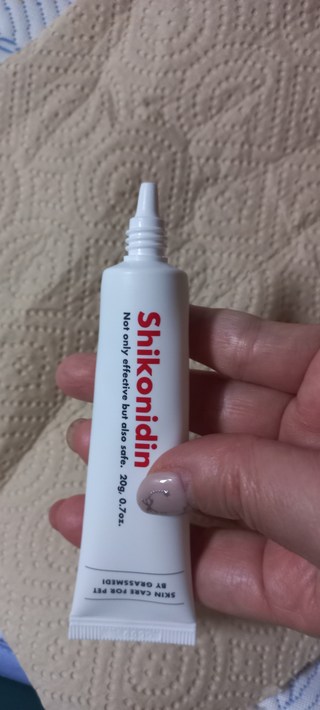 Shikonidin
Not only effective but also safe. 20g. 0.7oz.
SKIN CARE FOR PET
BY GRASSMEDI